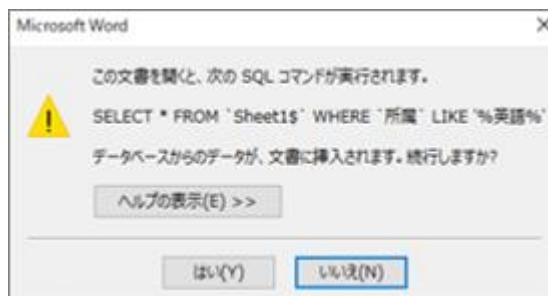 Microsoft Word
この文書を開くと、次の SQL コマンドが実行されます。
SELECT * FROM `Sheet1$` WHERE `所属` LIKE '%英語%'
データベースからのデータが、文書に挿入されます。続行しますか?
ヘルプの表示(E) >>
はい(Y)
いいえ(N)